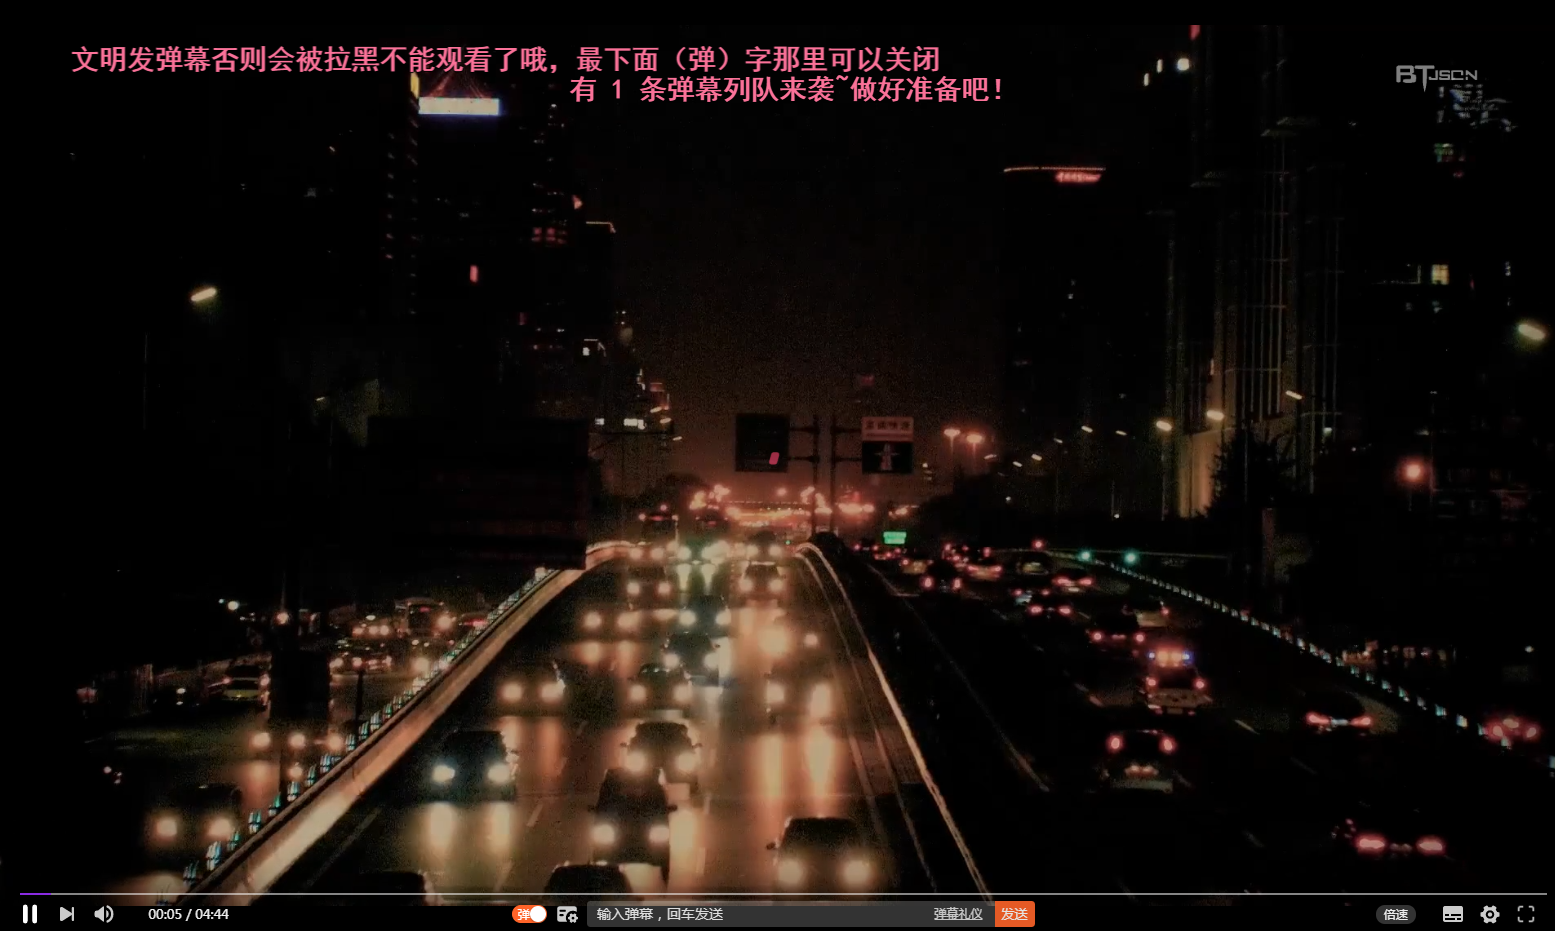 文明发弹幕否则会被拉黑不能观看了哦，最下面（弹）字那里可以关闭
有 1 条弹幕列队来袭~做好准备吧！
BTJSON
00:05 / 04:44
弹
输入弹幕，回车发送
弹幕礼仪
发送
倍速